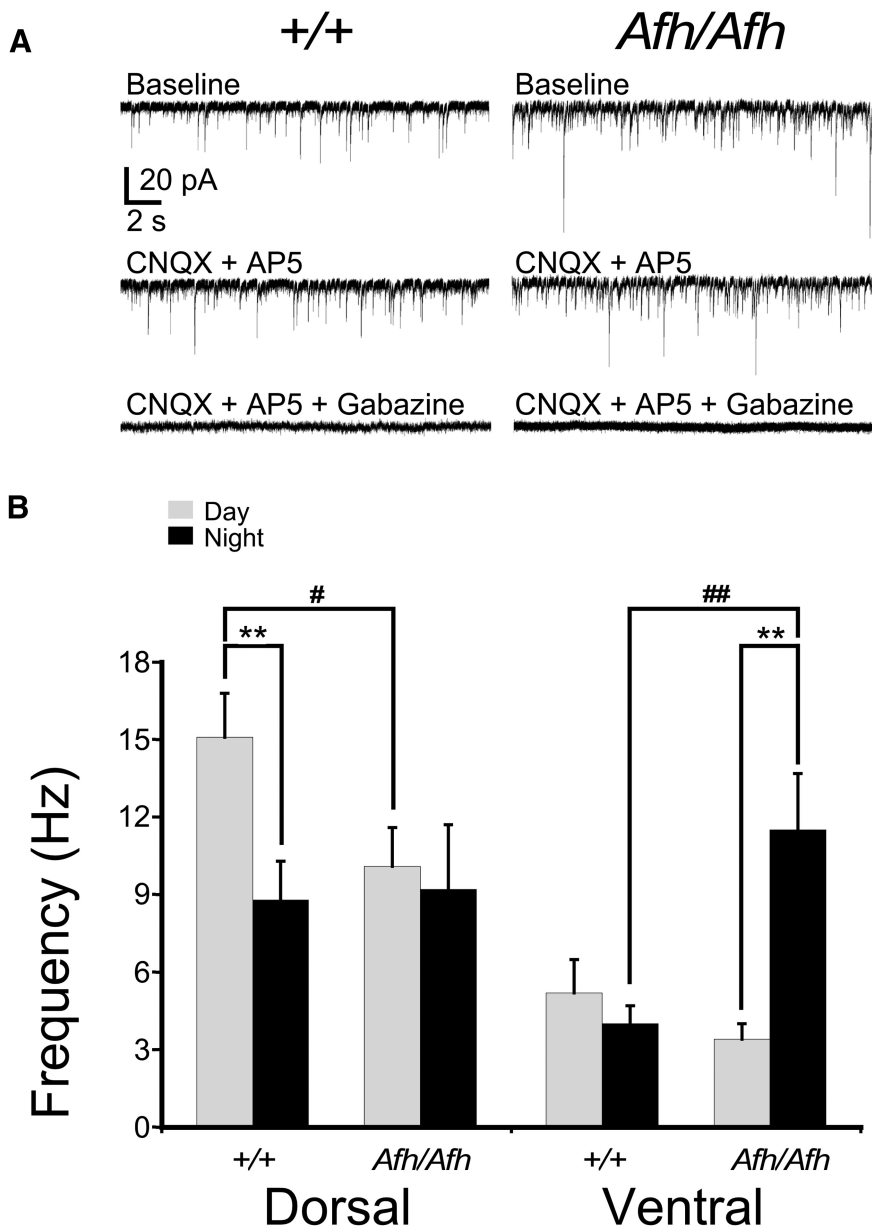 A
+/+ Afh/Afh
Baseline Baseline
20 pA
2 s
CNQX + AP5 CNQX + AP5
CNQX + AP5 + Gabazine CNQX + AP5 + Gabazine
B
Day
Night
# ##
** **
18
15
12
9
6
3
0
Frequency (Hz)
+/+ Afh/Afh +/+ Afh/Afh
Dorsal Ventral